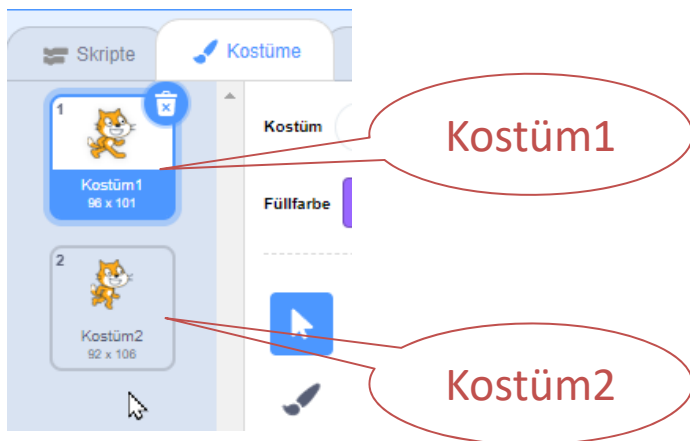 Skripte
Kostüme
1
Kostüm1
96 x 101
2
Kostüm2
92 x 106
Kostüm
Füllfarbe
Kostüm1
Kostüm2